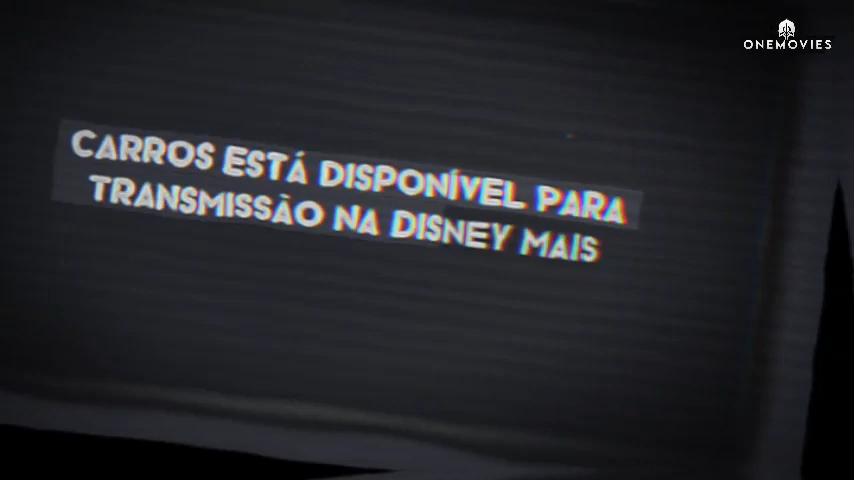 ONEMOVIES
CARROS ESTÁ DISPONÍVEL PARA
TRANSMISSÃO NA DISNEY MAIS